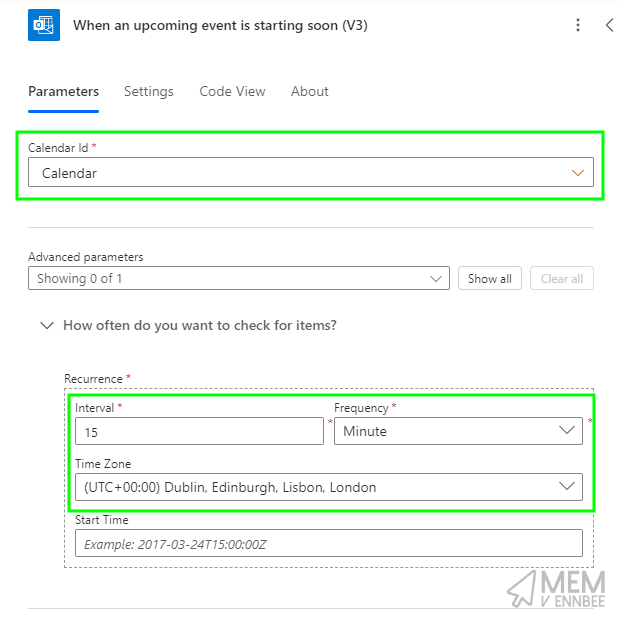 When an upcoming event is starting soon (V3)
Parameters Settings Code View About
Calendar Id *
Calendar
Advanced parameters
Showing 0 of 1 Show all Clear all
How often do you want to check for items?
Recurrence *
Interval * Frequency *
15 * Minute *
Time Zone
(UTC+00:00) Dublin, Edinburgh, Lisbon, London
Start Time
Example: 2017-03-24T15:00:00Z
MEM
V ENNBEE